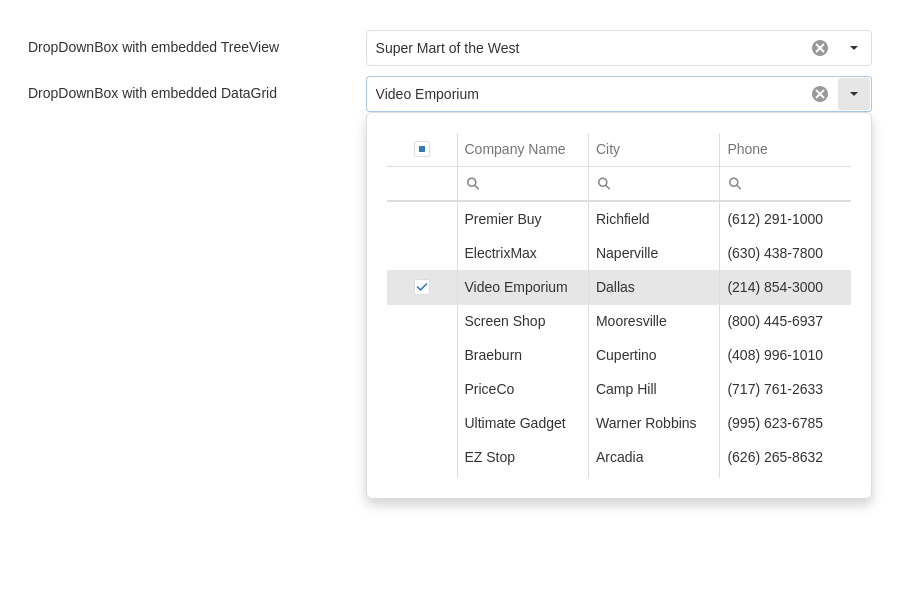 DropDownBox with embedded TreeView
Super Mart of the West
DropDownBox with embedded DataGrid
Video Emporium
Company Name City Phone
Premier Buy Richfield (612) 291-1000
ElectrixMax Naperville (630) 438-7800
Video Emporium Dallas (214) 854-3000
Screen Shop Mooresville (800) 445-6937
Braeburn Cupertino (408) 996-1010
PriceCo Camp Hill (717) 761-2633
Ultimate Gadget Warner Robbins (995) 623-6785
EZ Stop Arcadia (626) 265-8632